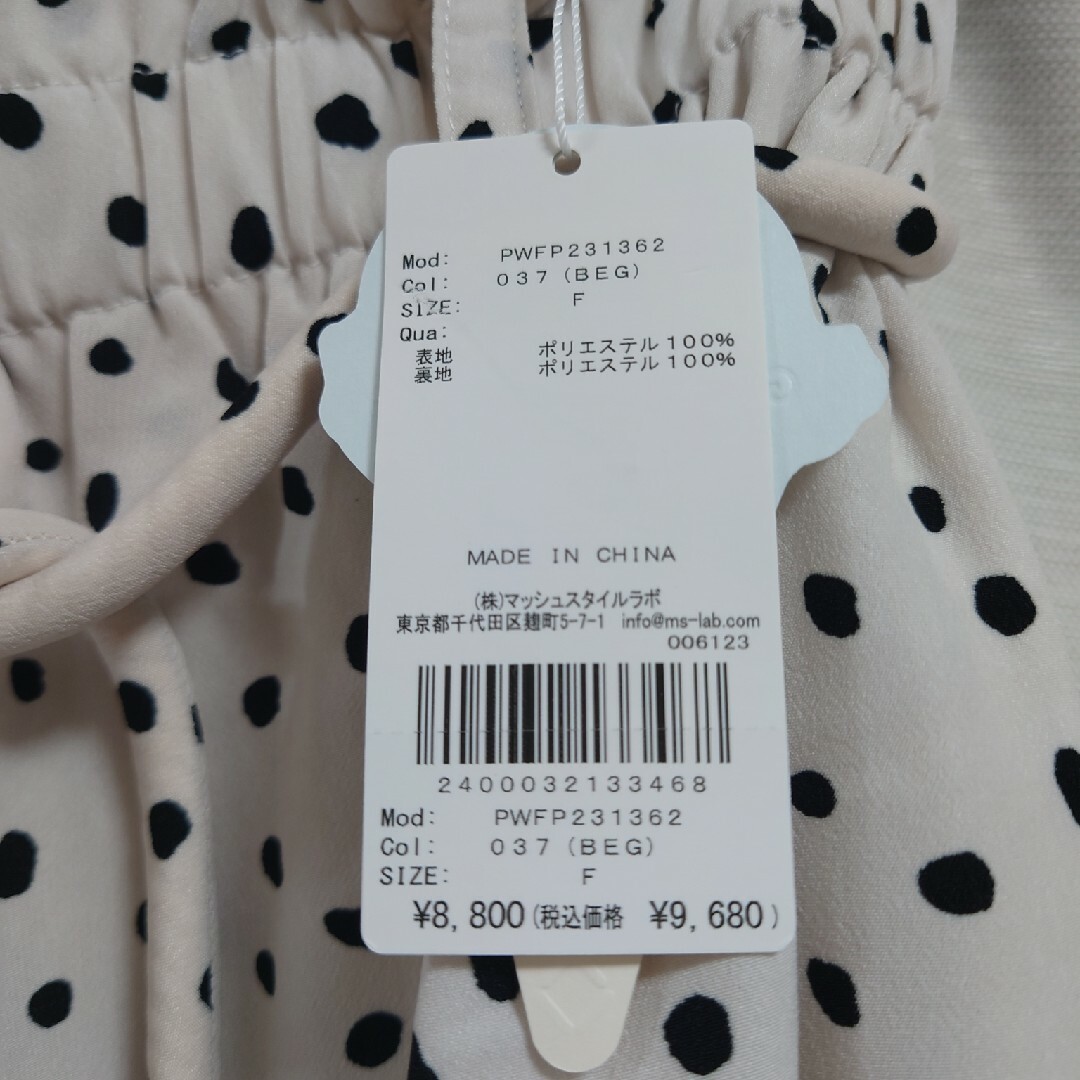 Mod: PWFP231362
Col: 037(BEG)
SIZE: F
Qua:
表地 ポリエステル100%
裏地 ポリエステル100%
MADE IN CHINA
(株)マッシュスタイルラボ
東京都千代田区麹町5-7-1 info@ms-lab.com
006123
2400032133468
Mod: PWFP231362
Col: 037(BEG)
SIZE: F
¥8,800(税込価格 ¥9,680)